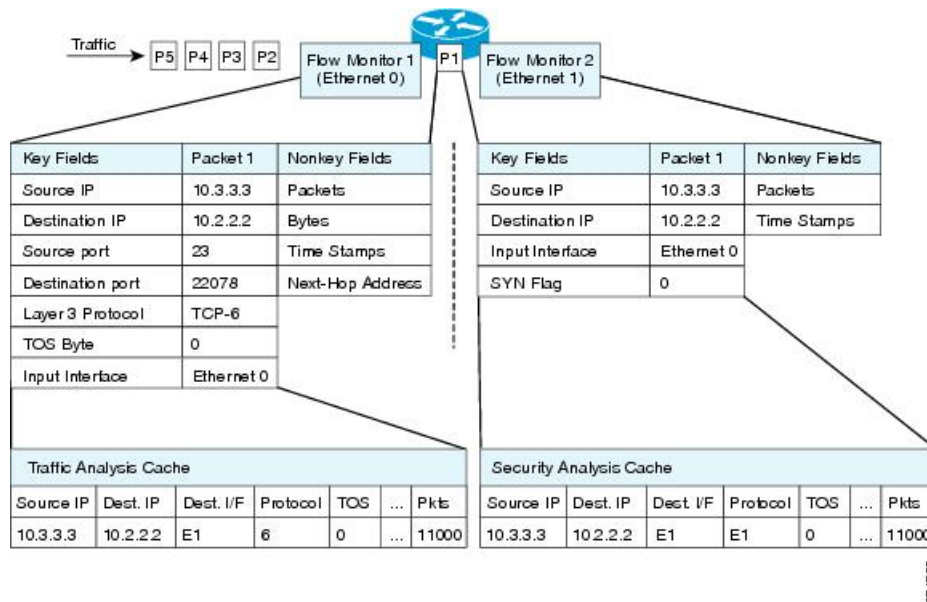 Traffic
P5 P4 P3 P2
Flow Monitor 1
(Ethernet 0)
P1
Flow Monitor 2
(Ethernet 1)
Key Fields Packet 1 Nonkey Fields
Source IP 10.3.3.3 Packets
Destination IP 10.2.2.2 Bytes
Source port 23 Time Stamps
Destination port 22078 Next-Hop Address
Layer 3 Protocol TCP-6
TOS Byte 0
Input Interface Ethernet 0
Key Fields Packet 1 Nonkey Fields
Source IP 10.3.3.3 Packets
Destination IP 10.2.2.2 Time Stamps
Input Interface Ethernet 0
SYN Flag 0
Traffic Analysis Cache
Source IP Dest. IP Dest. I/F Protocol TOS ... Pkts
10.3.3.3 10.2.2.2 E1 6 0 ... 11000
Security Analysis Cache
Source IP Dest. IP Dest. I/F Protocol TOS ... Pkts
10.3.3.3 10.2.2.2 E1 E1 0 ... 11000